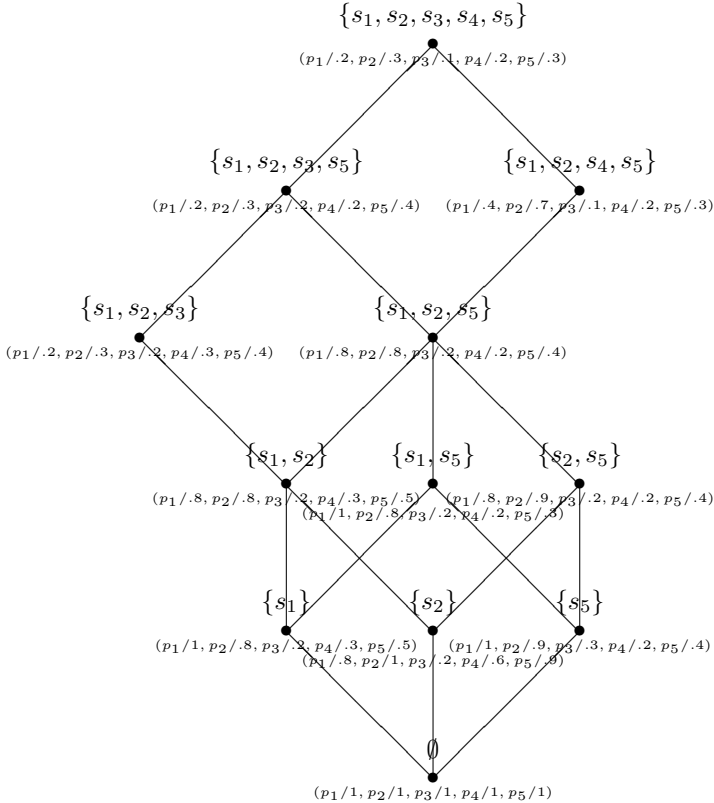 {s₁, s₂, s₃, s₄, s₅}
(p₁/.2, p₂/.3, p₃/.1, p₄/.2, p₅/.3)
{s₁, s₂, s₃, s₅} {s₁, s₂, s₄, s₅}
(p₁/.2, p₂/.3, p₃/.2, p₄/.2, p₅/.4) (p₁/.4, p₂/.7, p₃/.1, p₄/.2, p₅/.3)
{s₁, s₂, s₃} {s₁, s₂, s₅}
(p₁/.2, p₂/.3, p₃/.2, p₄/.3, p₅/.4) (p₁/.8, p₂/.8, p₃/.2, p₄/.2, p₅/.4)
{s₁, s₂} {s₁, s₅} {s₂, s₅}
(p₁/.8, p₂/.8, p₃/.2, p₄/.3, p₅/.5) (p₁/.8, p₂/.9, p₃/.2, p₄/.2, p₅/.4)
(p₁/1, p₂/.8, p₃/.2, p₄/.2, p₅/.3)
{s₁} {s₂} {s₅}
(p₁/1, p₂/.8, p₃/.2, p₄/.3, p₅/.5) (p₁/1, p₂/.9, p₃/.3, p₄/.2, p₅/.4)
(p₁/.8, p₂/1, p₃/.2, p₄/.6, p₅/.9)
∅
(p₁/1, p₂/1, p₃/1, p₄/1, p₅/1)